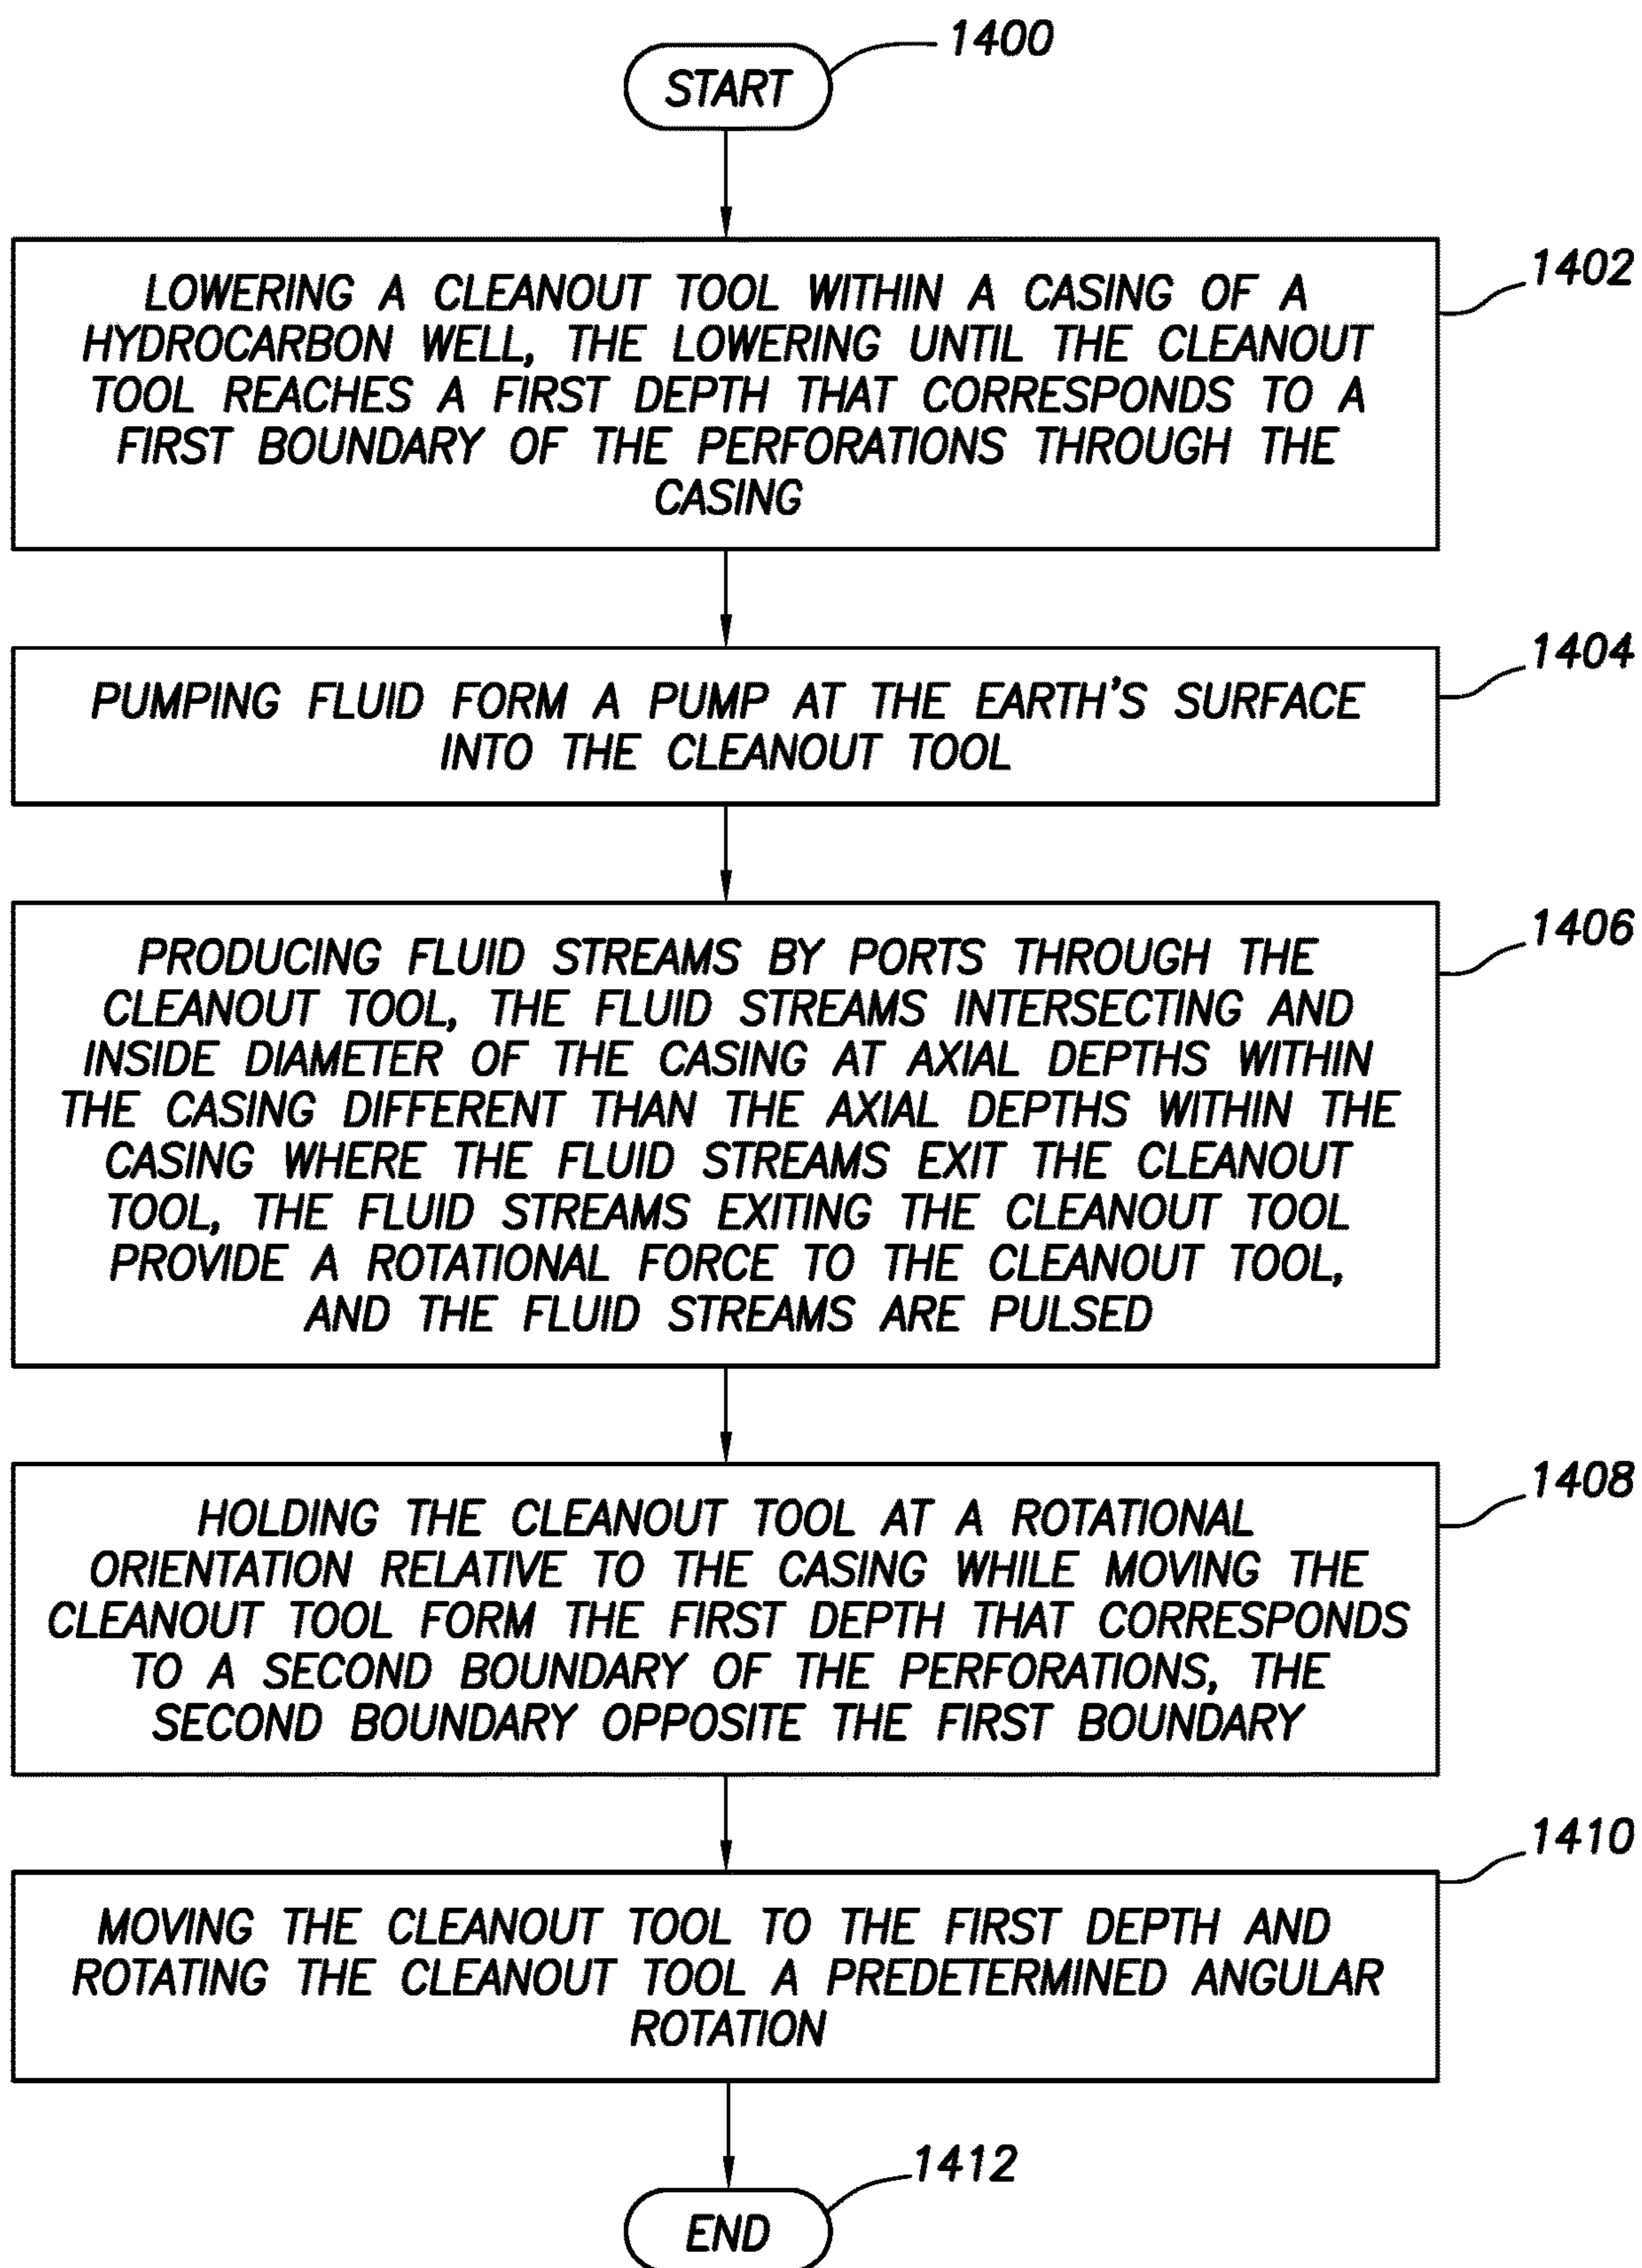 1400
START
1402
LOWERING A CLEANOUT TOOL WITHIN A CASING OF A
HYDROCARBON WELL, THE LOWERING UNTIL THE CLEANOUT
TOOL REACHES A FIRST DEPTH THAT CORRESPONDS TO A
FIRST BOUNDARY OF THE PERFORATIONS THROUGH THE
CASING
1404
PUMPING FLUID FORM A PUMP AT THE EARTH'S SURFACE
INTO THE CLEANOUT TOOL
1406
PRODUCING FLUID STREAMS BY PORTS THROUGH THE
CLEANOUT TOOL, THE FLUID STREAMS INTERSECTING AND
INSIDE DIAMETER OF THE CASING AT AXIAL DEPTHS WITHIN
THE CASING DIFFERENT THAN THE AXIAL DEPTHS WITHIN THE
CASING WHERE THE FLUID STREAMS EXIT THE CLEANOUT
TOOL, THE FLUID STREAMS EXITING THE CLEANOUT TOOL
PROVIDE A ROTATIONAL FORCE TO THE CLEANOUT TOOL,
AND THE FLUID STREAMS ARE PULSED
1408
HOLDING THE CLEANOUT TOOL AT A ROTATIONAL
ORIENTATION RELATIVE TO THE CASING WHILE MOVING THE
CLEANOUT TOOL FORM THE FIRST DEPTH THAT CORRESPONDS
TO A SECOND BOUNDARY OF THE PERFORATIONS, THE
SECOND BOUNDARY OPPOSITE THE FIRST BOUNDARY
1410
MOVING THE CLEANOUT TOOL TO THE FIRST DEPTH AND
ROTATING THE CLEANOUT TOOL A PREDETERMINED ANGULAR
ROTATION
1412
END